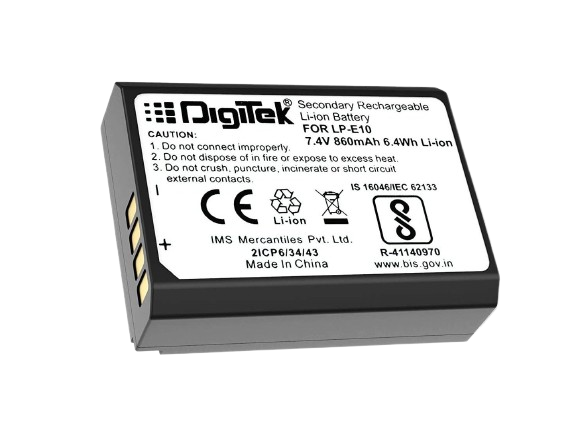 DigiTek®
Secondary Rechargeable
Li-ion Battery
FOR LP-E10
7.4V 860mAh 6.4Wh Li-ion
1. Do not connect improperly
2. Do not dispose of in fire or expose to heat
3. Do not crush, puncture, incinerate or short circuit
external contacts
IS 16046/IEC 62133
−
+
CE
Li-ion
IMS Mercantiles Pvt. Ltd.
2ICP6/34/43
Made In China
R-41140970
www.bis.gov.in